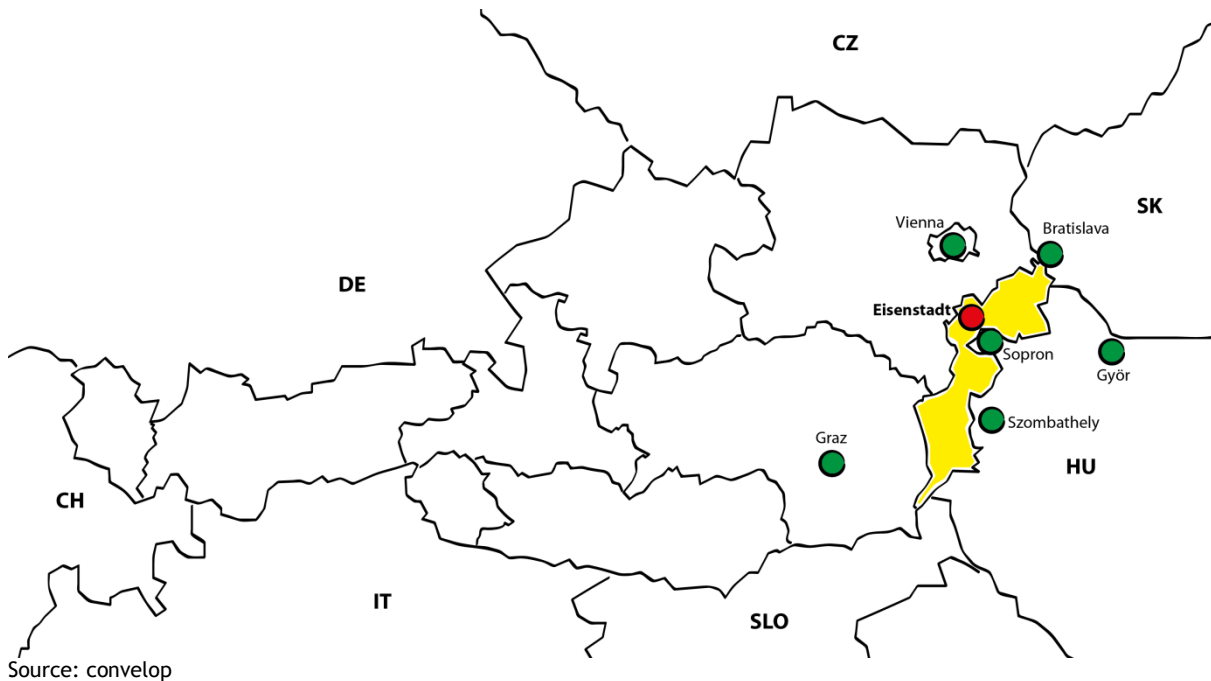 CZ
SK
Vienna
Bratislava
DE
Eisenstadt
Sopron
Györ
Szombathely
Graz
HU
CH
IT
SLO
Source: convelop